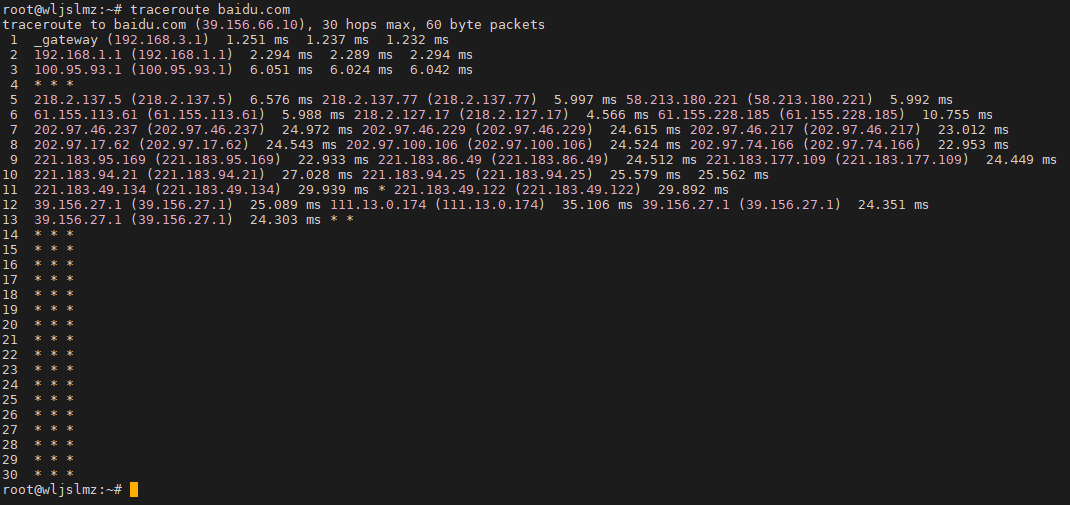 root@wljslmz:~# traceroute baidu.com
traceroute to baidu.com (39.156.66.10), 30 hops max, 60 byte packets
 1  _gateway (192.168.3.1)  1.251 ms  1.237 ms  1.232 ms
 2  192.168.1.1 (192.168.1.1)  2.294 ms  2.289 ms  2.294 ms
 3  100.95.93.1 (100.95.93.1)  6.051 ms  6.024 ms  6.042 ms
 4  * * *
 5  218.2.137.5 (218.2.137.5)  6.576 ms 218.2.137.77 (218.2.137.77)  5.997 ms 58.213.180.221 (58.213.180.221)  5.992 ms
 6  61.155.113.61 (61.155.113.61)  5.988 ms 218.2.127.17 (218.2.127.17)  4.566 ms 61.155.228.185 (61.155.228.185)  10.755 ms
 7  202.97.46.237 (202.97.46.237)  24.972 ms 202.97.46.229 (202.97.46.229)  24.615 ms 202.97.46.217 (202.97.46.217)  23.012 ms
 8  202.97.17.62 (202.97.17.62)  24.543 ms 202.97.100.106 (202.97.100.106)  24.524 ms 202.97.74.166 (202.97.74.166)  22.953 ms
 9  221.183.95.169 (221.183.95.169)  22.933 ms 221.183.86.49 (221.183.86.49)  24.512 ms 221.183.177.109 (221.183.177.109)  24.449 ms
10  221.183.94.21 (221.183.94.21)  27.028 ms 221.183.94.25 (221.183.94.25)  25.579 ms  25.562 ms
11  221.183.49.134 (221.183.49.134)  29.939 ms * 221.183.49.122 (221.183.49.122)  29.892 ms
12  39.156.27.1 (39.156.27.1)  25.089 ms 111.13.0.174 (111.13.0.174)  35.106 ms 39.156.27.1 (39.156.27.1)  24.351 ms
13  39.156.27.1 (39.156.27.1)  24.303 ms * *
14  * * *
15  * * *
16  * * *
17  * * *
18  * * *
19  * * *
20  * * *
21  * * *
22  * * *
23  * * *
24  * * *
25  * * *
26  * * *
27  * * *
28  * * *
29  * * *
30  * * *
root@wljslmz:~#